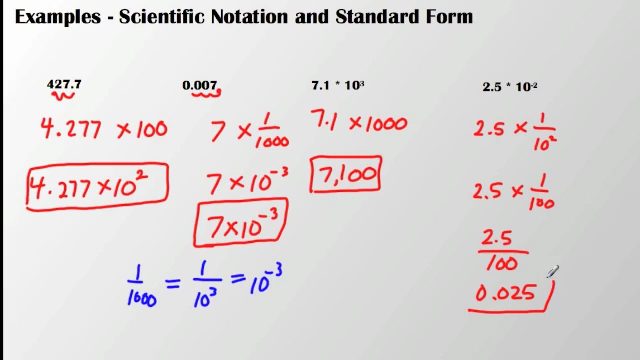 Examples - Scientific Notation and Standard Form
427.7
4.277 × 100
4.277 × 10²
0.007
7 × 1/1000
7 × 10⁻³
7 × 10⁻³
1/1000 = 1/10³ = 10⁻³
7.1 * 10³
7.1 × 1000
7,100
2.5 * 10⁻²
2.5 × 1/10²
2.5 × 1/100
2.5/100
0.025